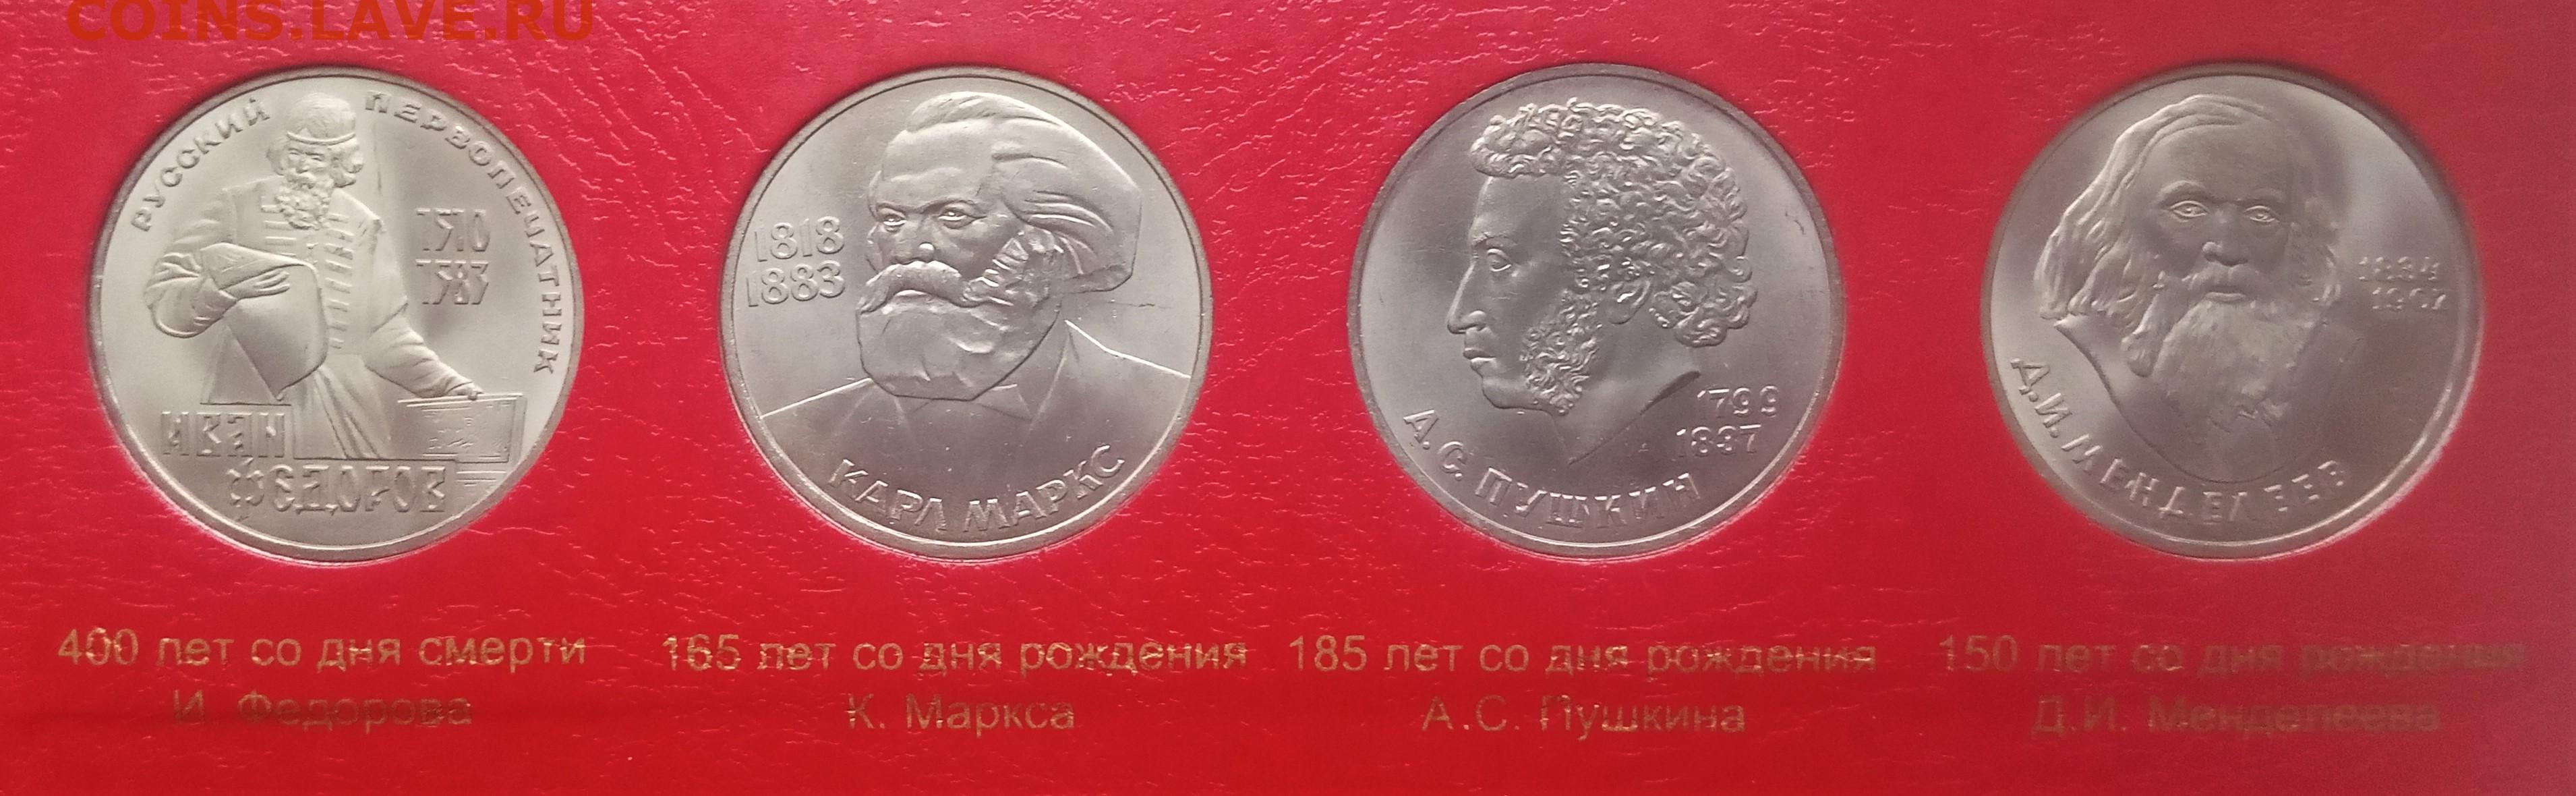 COINS.LAVE.RU
РУССКИЙ ПЕРВОПЕЧАТНИК
1510
1583
ИВАН
ФЕДОРОВ
1818
1883
КАРЛ МАРКС
1799
1837
А.С. ПУШКИН
1834
1907
Д.И. МЕНДЕЛЕЕВ
400 лет со дня смерти
И. Федорова
165 лет со дня рождения
К. Маркса
185 лет со дня рождения
А.С. Пушкина
150 лет со дня рождения
Д.И. Менделеева